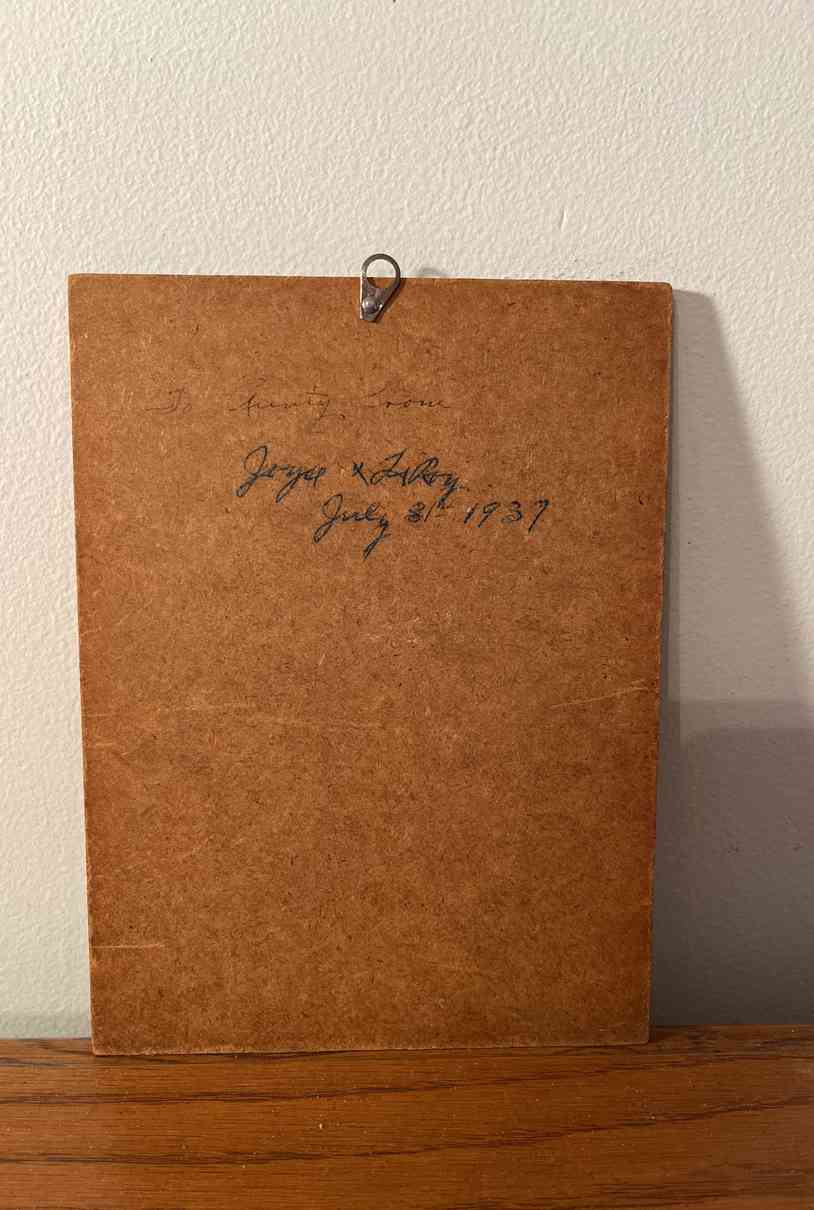 To
Joyce & LeRoy
July 31st 1937